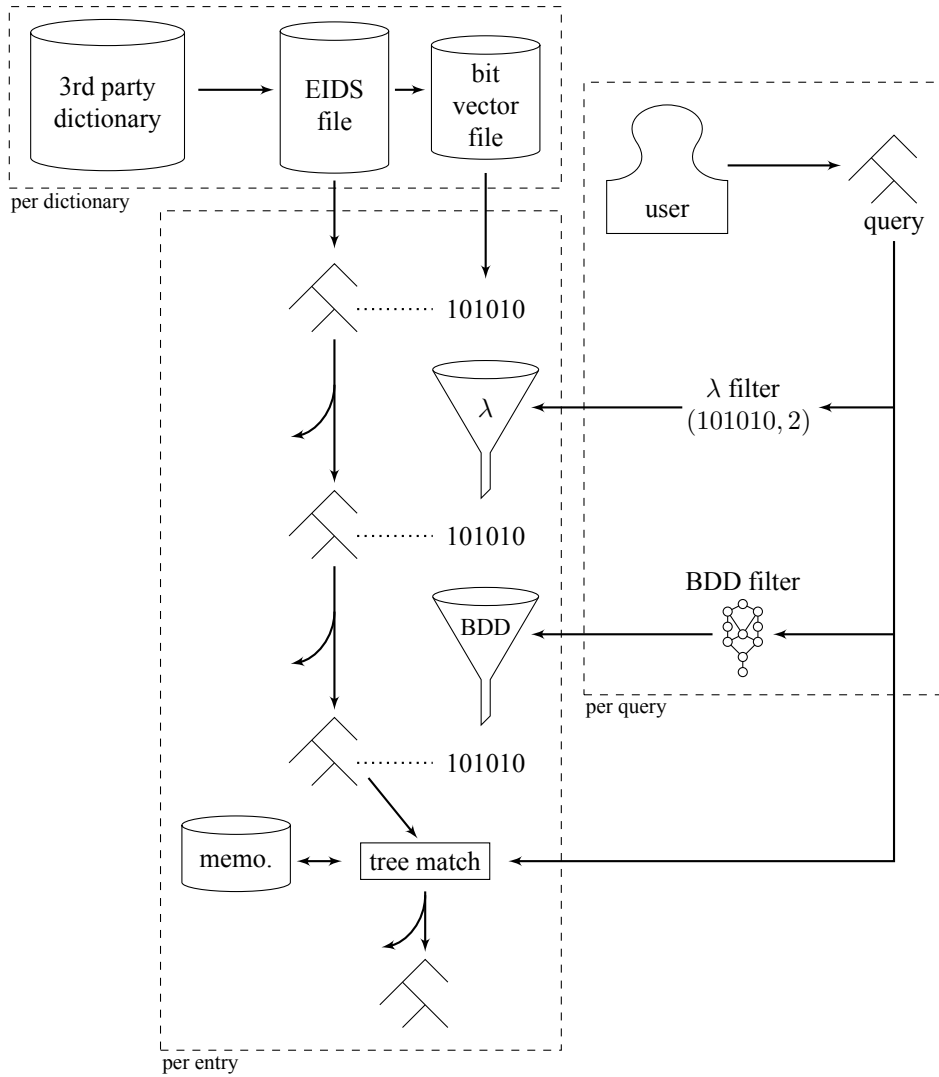 3rd party
dictionary
EIDS
file
bit
vector
file
per dictionary
user
query
101010
λ
λ filter
(101010, 2)
101010
BDD
BDD filter
per query
101010
memo.
tree match
per entry